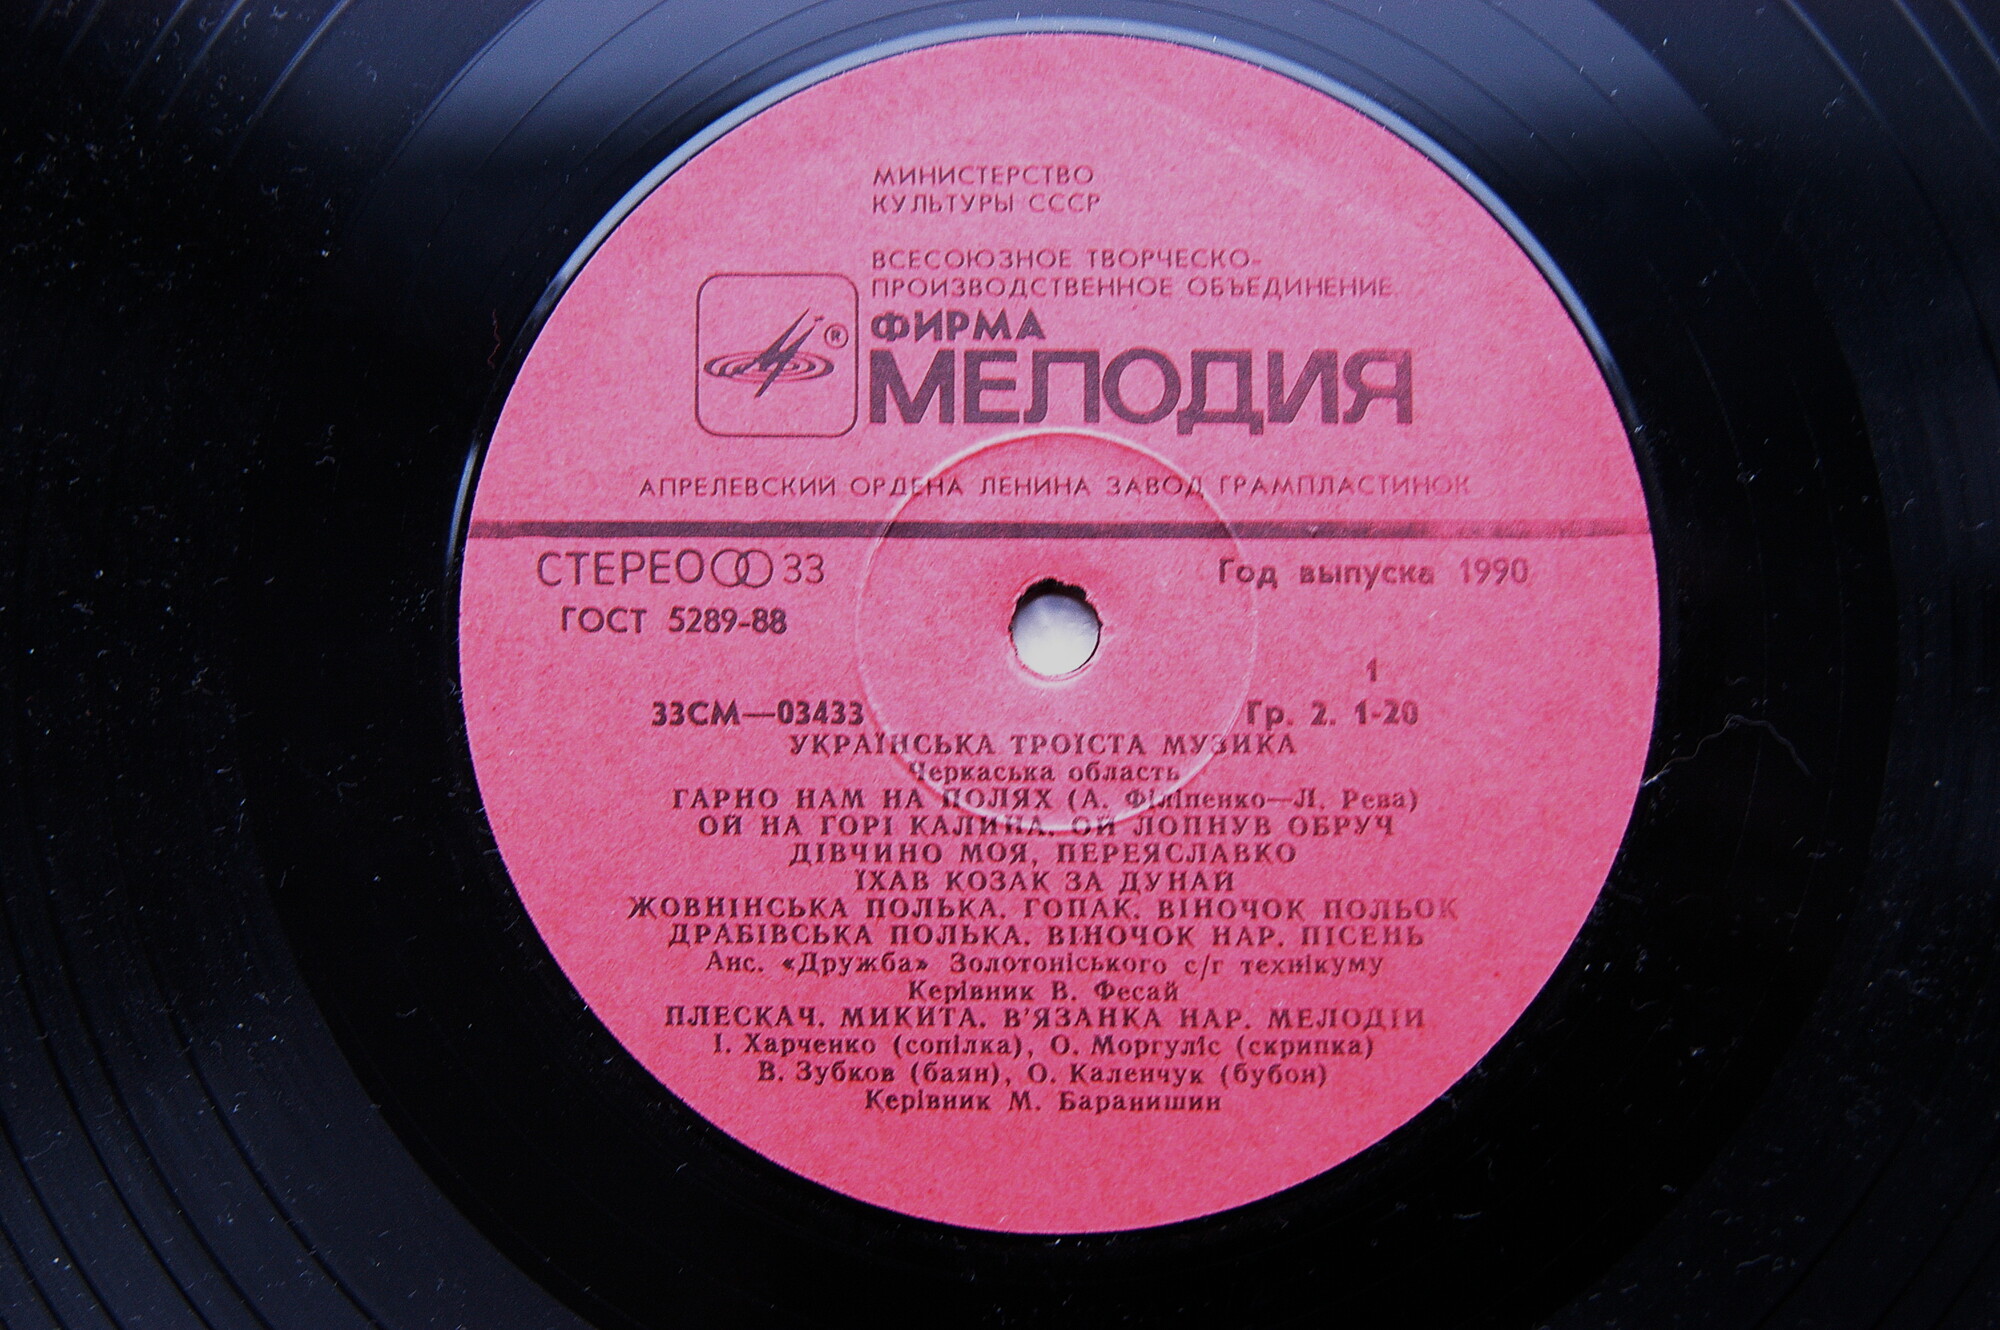 МИНИСТЕРСТВО
КУЛЬТУРЫ СССР
ВСЕСОЮЗНОЕ ТВОРЧЕСКО-
ПРОИЗВОДСТВЕННОЕ ОБЪЕДИНЕНИЕ
®
ФИРМА
МЕЛОДИЯ
АПРЕЛЕВСКИЙ ОРДЕНА ЛЕНИНА ЗАВОД ГРАМПЛАСТИНОК
СТЕРЕО 33 Год выпуска 1990
ГОСТ 5289-88
1
33СМ—03433 Гр. 2. 1-20
УКРАЇНСЬКА ТРОЇСТА МУЗИКА
Черкаська область
ГАРНО НАМ НА ПОЛЯХ (А. Філіпенко—Л. Рева)
ОЙ НА ГОРІ КАЛИНА. ОЙ ЛОПНУВ ОБРУЧ
ДІВЧИНО МОЯ, ПЕРЕЯСЛАВКО
ЇХАВ КОЗАК ЗА ДУНАЙ
ЖОВНІНСЬКА ПОЛЬКА. ГОПАК. ВІНОЧОК ПОЛЬОК
ДРАБІВСЬКА ПОЛЬКА. ВІНОЧОК НАР. ПІСЕНЬ
Анс. «Дружба» Золотоніського с/г технікуму
Керівник В. Фесай
ПЛЕСКАЧ. МИКИТА. В'ЯЗАНКА НАР. МЕЛОДІЙ
І. Харченко (сопілка), О. Моргуліс (скрипка)
В. Зубков (баян), О. Каленчук (бубон)
Керівник М. Баранишин